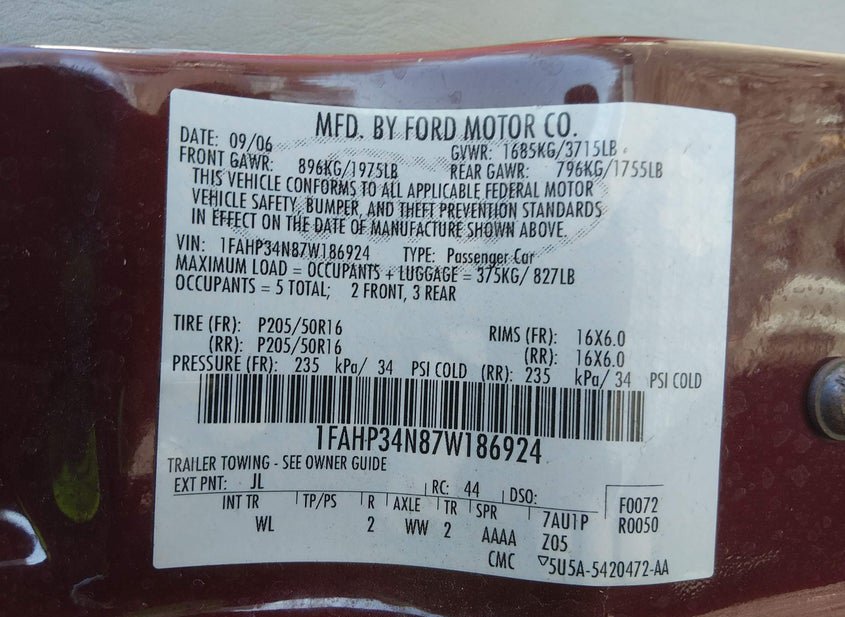 MFD. BY FORD MOTOR CO.
DATE: 09/06 GVWR: 1685KG/3715LB
FRONT GAWR: 896KG/1975LB REAR GAWR: 796KG/1755LB
THIS VEHICLE CONFORMS TO ALL APPLICABLE FEDERAL MOTOR
VEHICLE SAFETY, BUMPER, AND THEFT PREVENTION STANDARDS
IN EFFECT ON THE DATE OF MANUFACTURE SHOWN ABOVE.
VIN: 1FAHP34N87W186924 TYPE: Passenger Car
MAXIMUM LOAD = OCCUPANTS + LUGGAGE = 375KG/ 827LB
OCCUPANTS = 5 TOTAL; 2 FRONT, 3 REAR
TIRE (FR): P205/50R16 RIMS (FR): 16X6.0
(RR): P205/50R16 (RR): 16X6.0
PRESSURE (FR): 235 kPa/ 34 PSI COLD (RR): 235 kPa/ 34 PSI COLD
1FAHP34N87W186924
TRAILER TOWING - SEE OWNER GUIDE
EXT PNT: JL RC: 44 DSO: F0072
INT TR TP/PS R AXLE TR SPR 7AU1P R0050
WL 2 WW 2 AAAA Z05
CMC 5U5A-5420472-AA